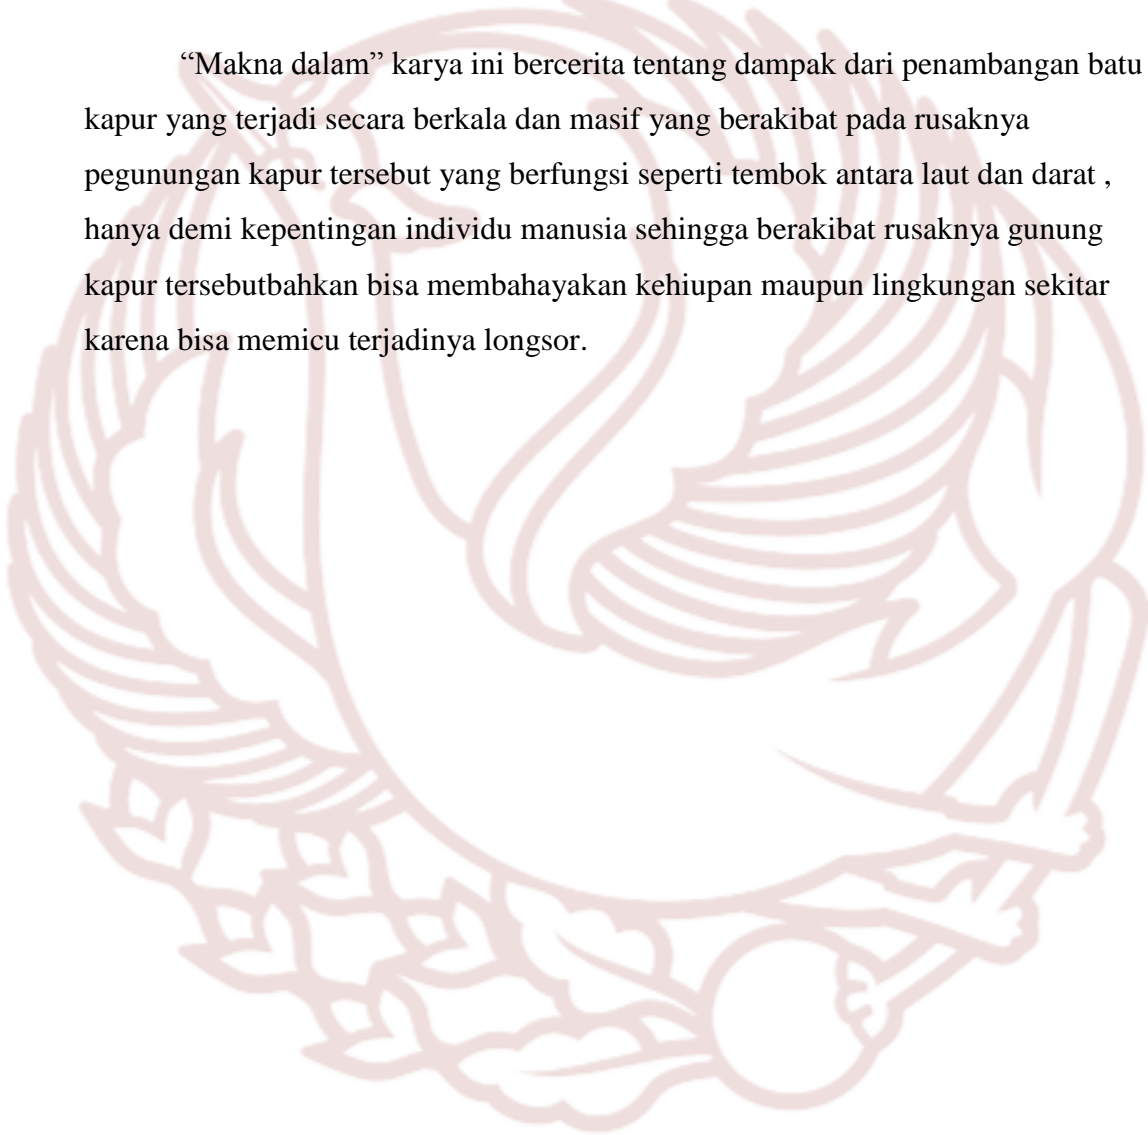 “Makna dalam” karya ini bercerita tentang dampak dari penambangan batu
kapur yang terjadi secara berkala dan masif yang berakibat pada rusaknya
pegunungan kapur tersebut yang berfungsi seperti tembok antara laut dan darat ,
hanya demi kepentingan individu manusia sehingga berakibat rusaknya gunung
kapur tersebutbahkan bisa membahayakan kehiupan maupun lingkungan sekitar
karena bisa memicu terjadinya longsor.